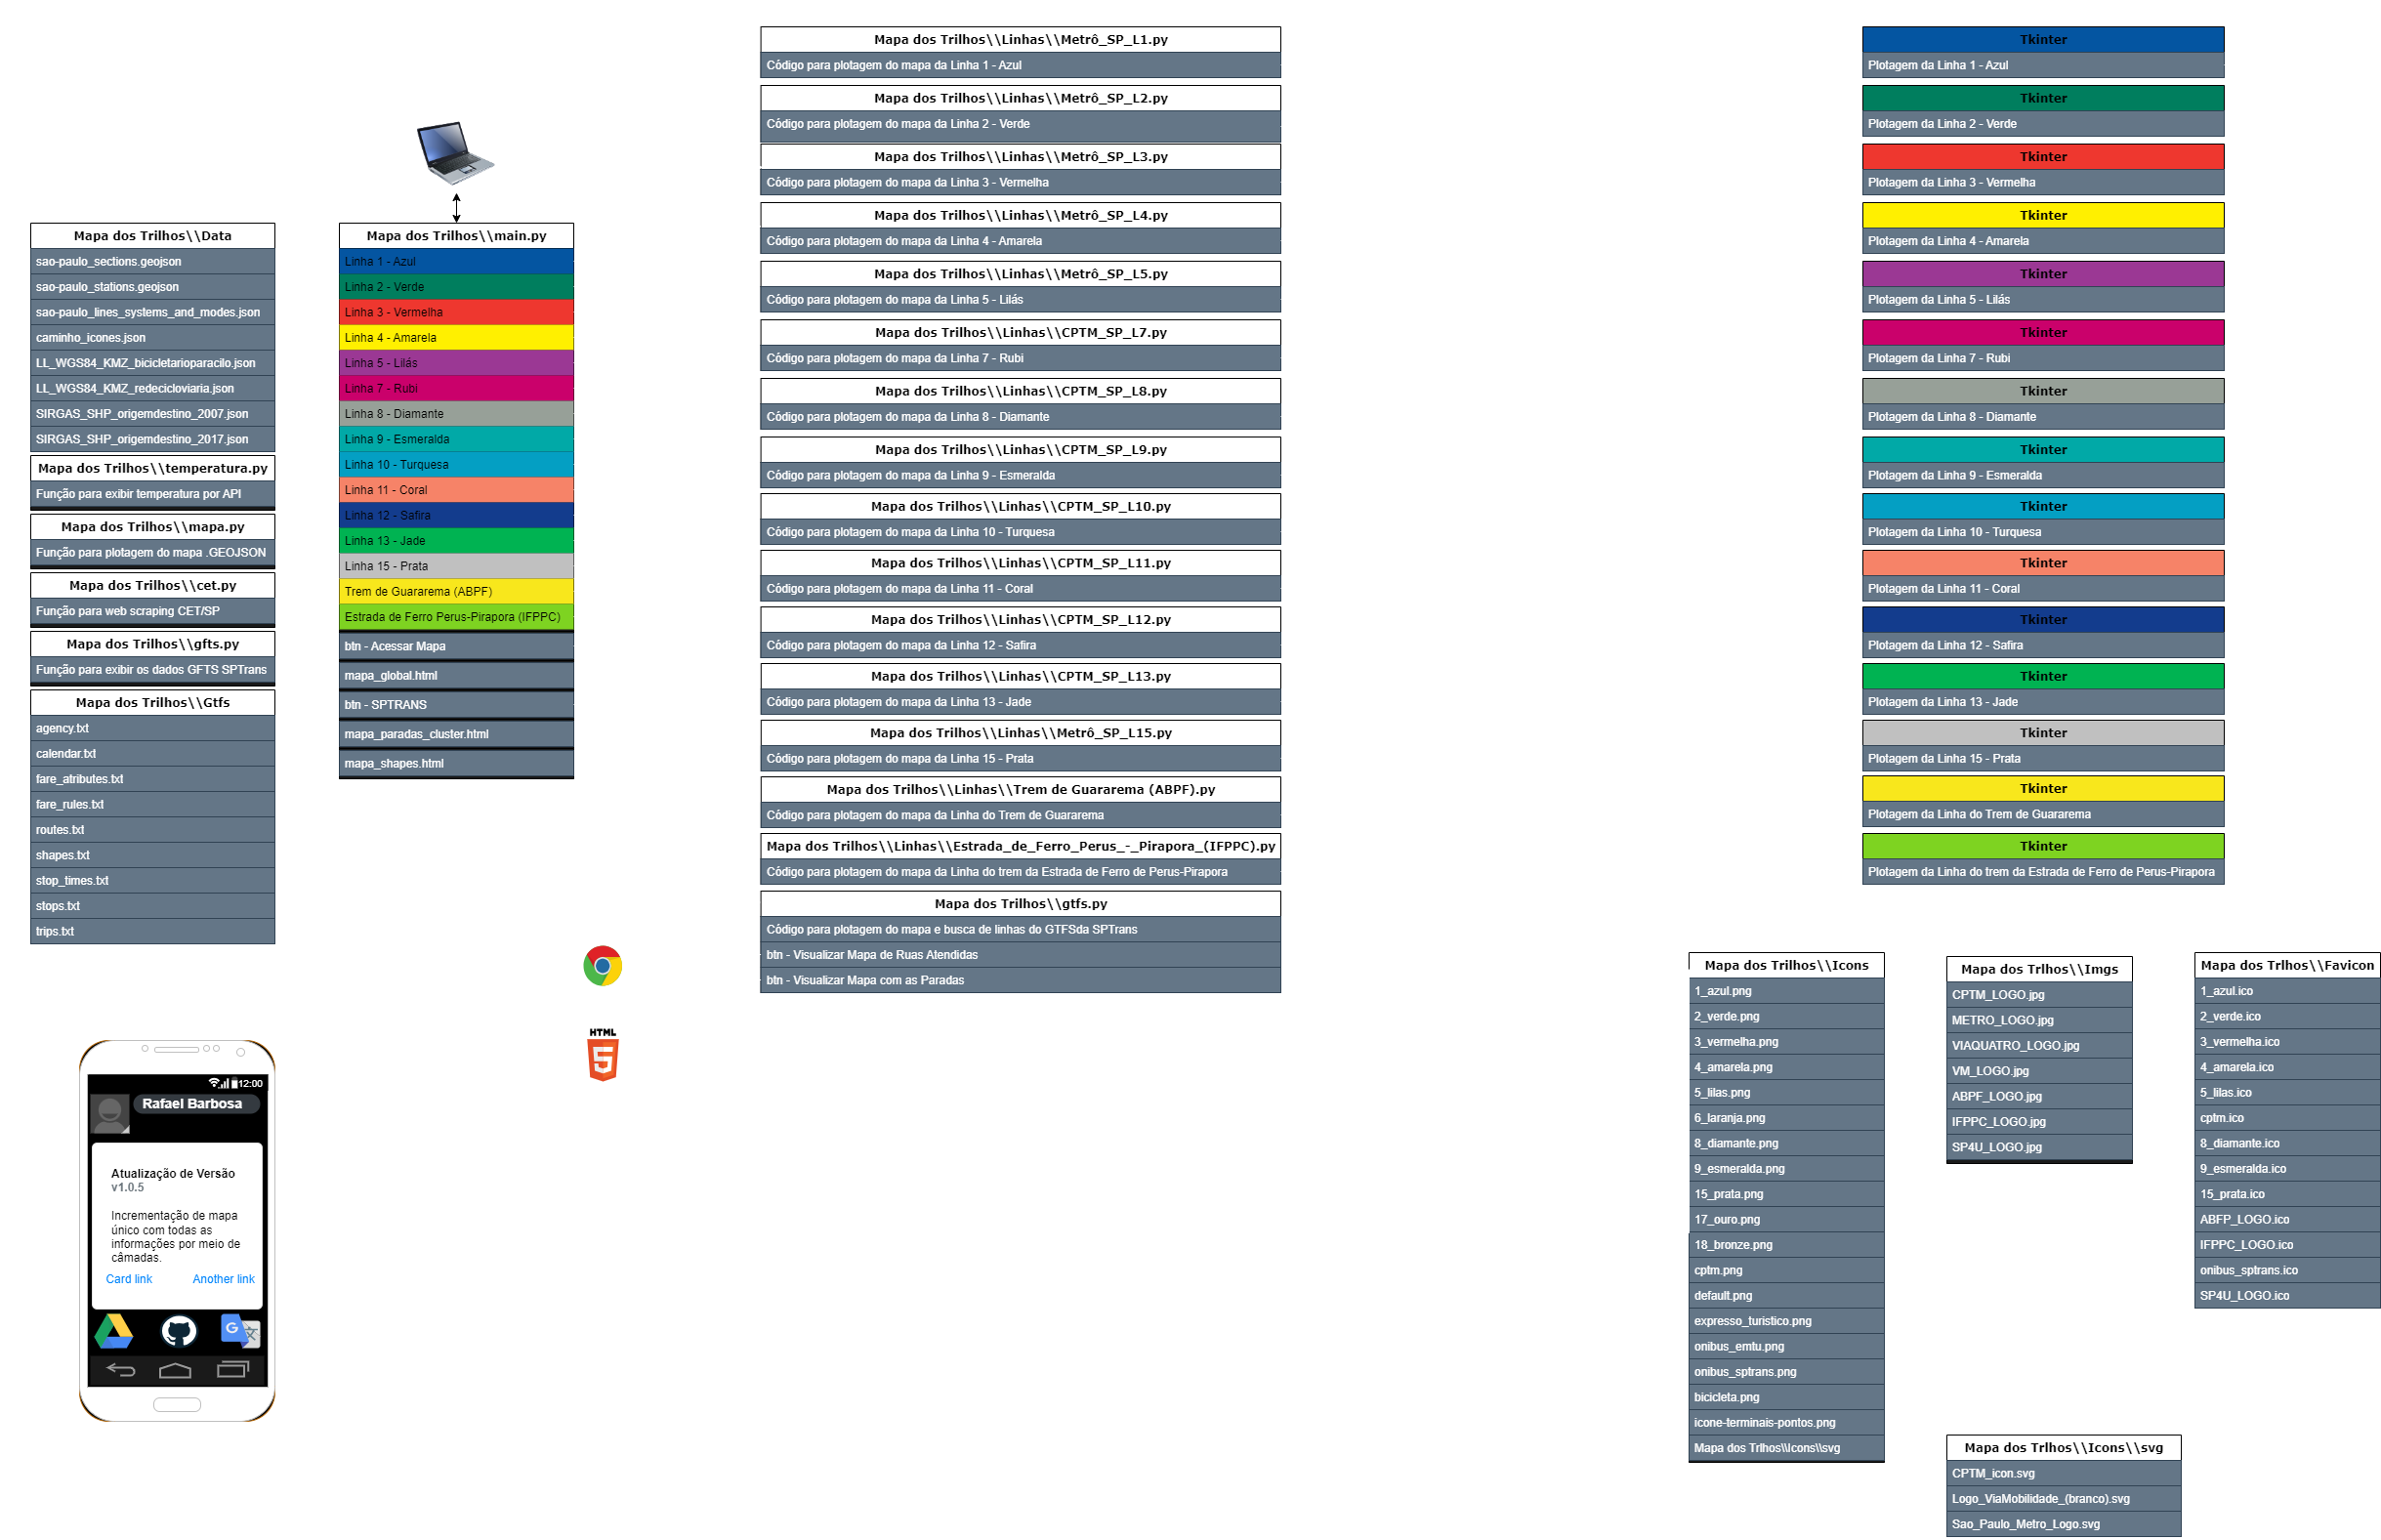 Mapa dos Trilhos\\Data
sao-paulo_sections.geojson
sao-paulo_stations.geojson
sao-paulo_lines_systems_and_modes.json
caminho_icones.json
LL_WGS84_KMZ_bicicletarioparacilo.json
LL_WGS84_KMZ_redecicloviaria.json
SIRGAS_SHP_origemdestino_2007.json
SIRGAS_SHP_origemdestino_2017.json
Mapa dos Trilhos\\temperatura.py
Função para exibir temperatura por API
Mapa dos Trilhos\\mapa.py
Função para plotagem do mapa .GEOJSON
Mapa dos Trilhos\\cet.py
Função para web scraping CET/SP
Mapa dos Trilhos\\gfts.py
Função para exibir os dados GFTS SPTrans
Mapa dos Trilhos\\Gtfs
agency.txt
calendar.txt
fare_atributes.txt
fare_rules.txt
routes.txt
shapes.txt
stop_times.txt
stops.txt
trips.txt
Mapa dos Trilhos\\main.py
Linha 1 - Azul
Linha 2 - Verde
Linha 3 - Vermelha
Linha 4 - Amarela
Linha 5 - Lilás
Linha 7 - Rubi
Linha 8 - Diamante
Linha 9 - Esmeralda
Linha 10 - Turquesa
Linha 11 - Coral
Linha 12 - Safira
Linha 13 - Jade
Linha 15 - Prata
Trem de Guararema (ABPF)
Estrada de Ferro Perus-Pirapora (IFPPC)
btn - Acessar Mapa
mapa_global.html
btn - SPTRANS
mapa_paradas_cluster.html
mapa_shapes.html
Mapa dos Trilhos\\Linhas\\Metrô_SP_L1.py
Código para plotagem do mapa da Linha 1 - Azul
Mapa dos Trilhos\\Linhas\\Metrô_SP_L2.py
Código para plotagem do mapa da Linha 2 - Verde
Mapa dos Trilhos\\Linhas\\Metrô_SP_L3.py
Código para plotagem do mapa da Linha 3 - Vermelha
Mapa dos Trilhos\\Linhas\\Metrô_SP_L4.py
Código para plotagem do mapa da Linha 4 - Amarela
Mapa dos Trilhos\\Linhas\\Metrô_SP_L5.py
Código para plotagem do mapa da Linha 5 - Lilás
Mapa dos Trilhos\\Linhas\\CPTM_SP_L7.py
Código para plotagem do mapa da Linha 7 - Rubi
Mapa dos Trilhos\\Linhas\\CPTM_SP_L8.py
Código para plotagem do mapa da Linha 8 - Diamante
Mapa dos Trilhos\\Linhas\\CPTM_SP_L9.py
Código para plotagem do mapa da Linha 9 - Esmeralda
Mapa dos Trilhos\\Linhas\\CPTM_SP_L10.py
Código para plotagem do mapa da Linha 10 - Turquesa
Mapa dos Trilhos\\Linhas\\CPTM_SP_L11.py
Código para plotagem do mapa da Linha 11 - Coral
Mapa dos Trilhos\\Linhas\\CPTM_SP_L12.py
Código para plotagem do mapa da Linha 12 - Safira
Mapa dos Trilhos\\Linhas\\CPTM_SP_L13.py
Código para plotagem do mapa da Linha 13 - Jade
Mapa dos Trilhos\\Linhas\\Metrô_SP_L15.py
Código para plotagem do mapa da Linha 15 - Prata
Mapa dos Trilhos\\Linhas\\Trem de Guararema (ABPF).py
Código para plotagem do mapa da Linha do Trem de Guararema
Mapa dos Trilhos\\Linhas\\Estrada_de_Ferro_Perus_-_Pirapora_(IFPPC).py
Código para plotagem do mapa da Linha do trem da Estrada de Ferro de Perus-Pirapora
Mapa dos Trilhos\\gtfs.py
Código para plotagem do mapa e busca de linhas do GTFSda SPTrans
btn - Visualizar Mapa de Ruas Atendidas
btn - Visualizar Mapa com as Paradas
Tkinter
Plotagem da Linha 1 - Azul
Tkinter
Plotagem da Linha 2 - Verde
Tkinter
Plotagem da Linha 3 - Vermelha
Tkinter
Plotagem da Linha 4 - Amarela
Tkinter
Plotagem da Linha 5 - Lilás
Tkinter
Plotagem da Linha 7 - Rubi
Tkinter
Plotagem da Linha 8 - Diamante
Tkinter
Plotagem da Linha 9 - Esmeralda
Tkinter
Plotagem da Linha 10 - Turquesa
Tkinter
Plotagem da Linha 11 - Coral
Tkinter
Plotagem da Linha 12 - Safira
Tkinter
Plotagem da Linha 13 - Jade
Tkinter
Plotagem da Linha 15 - Prata
Tkinter
Plotagem da Linha do Trem de Guararema
Tkinter
Plotagem da Linha do trem da Estrada de Ferro de Perus-Pirapora
HTML
5
12:00
Rafael Barbosa
Atualização de Versão
v1.0.5
Incrementação de mapa
único com todas as
informações por meio de
câmadas.
Card link Another link
G 文
Mapa dos Trilhos\\Icons
1_azul.png
2_verde.png
3_vermelha.png
4_amarela.png
5_lilas.png
6_laranja.png
8_diamante.png
9_esmeralda.png
15_prata.png
17_ouro.png
18_bronze.png
cptm.png
default.png
expresso_turistico.png
onibus_emtu.png
onibus_sptrans.png
bicicleta.png
icone-terminais-pontos.png
Mapa dos Trlhos\\Icons\\svg
Mapa dos Trlhos\\Imgs
CPTM_LOGO.jpg
METRO_LOGO.jpg
VIAQUATRO_LOGO.jpg
VM_LOGO.jpg
ABPF_LOGO.jpg
IFPPC_LOGO.jpg
SP4U_LOGO.jpg
Mapa dos Trlhos\\Favicon
1_azul.ico
2_verde.ico
3_vermelha.ico
4_amarela.ico
5_lilas.ico
cptm.ico
8_diamante.ico
9_esmeralda.ico
15_prata.ico
ABFP_LOGO.ico
IFPPC_LOGO.ico
onibus_sptrans.ico
SP4U_LOGO.ico
Mapa dos Trlhos\\Icons\\svg
CPTM_icon.svg
Logo_ViaMobilidade_(branco).svg
Sao_Paulo_Metro_Logo.svg